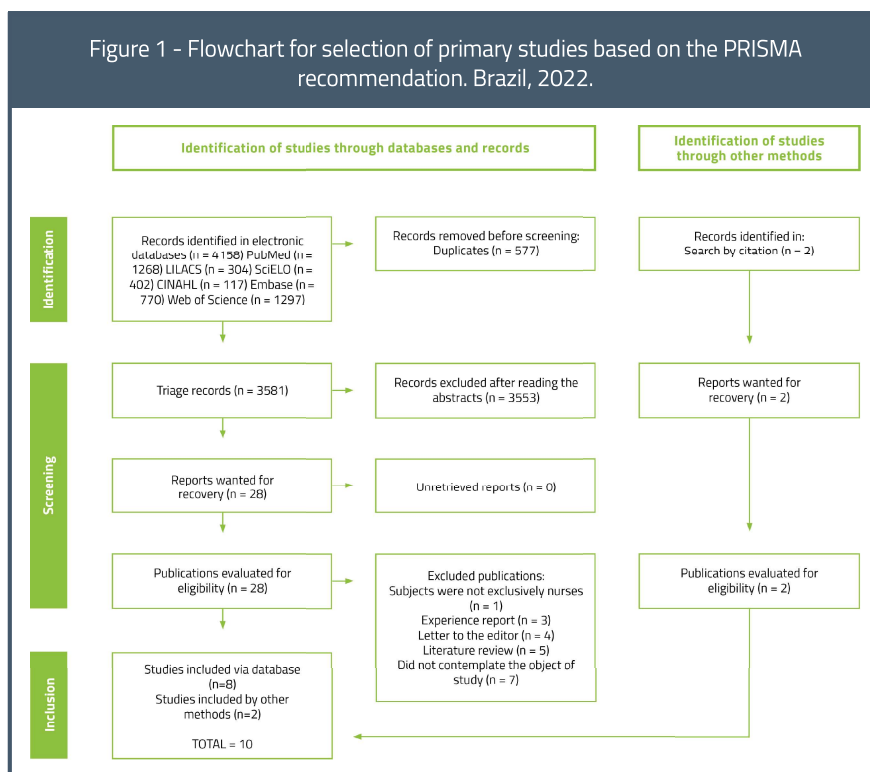 Figure 1 - Flowchart for selection of primary studies based on the PRISMA
recommendation. Brazil, 2022.
Identification of studies through databases and records
Identification of studies
through other methods
Identification
Records identified in electronic
databases (n = 4158) PubMed (n =
1268) LILACS (n = 304) SciELO (n =
402) CINAHL (n = 117) Embase (n =
770) Web of Science (n = 1297)
Records removed before screening:
Duplicates (n = 577)
Records identified in:
Search by citation (n = 2)
Screening
Triage records (n = 3581)
Records excluded after reading the
abstracts (n = 3553)
Reports wanted for
recovery (n = 2)
Reports wanted for
recovery (n = 28)
Unretrieved reports (n = 0)
Publications evaluated for
eligibility (n = 28)
Excluded publications:
Subjects were not exclusively nurses
(n = 1)
Experience report (n = 3)
Letter to the editor (n = 4)
Literature review (n = 5)
Did not contemplate the object of
study (n = 7)
Publications evaluated for
eligibility (n = 2)
Inclusion
Studies included via database
(n=8)
Studies included by other
methods (n=2)
TOTAL = 10